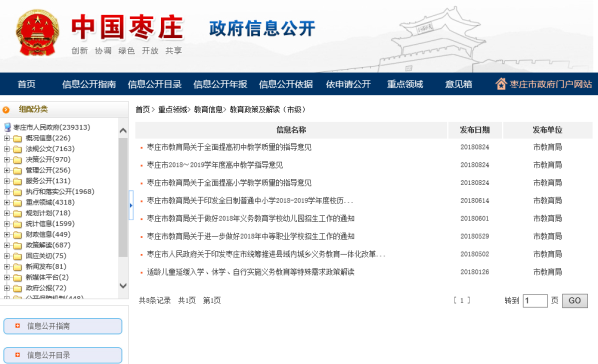 中国枣庄
政府信息公开
创新 协调 绿色 开放 共享
首页 信息公开指南 信息公开目录 信息公开年报 信息公开依据 依申请公开 重点领域 意见箱 枣庄市政府门户网站
细配分类
首页> 重点领域> 教育信息> 教育政策及解读（市级）
枣庄市人民政府(239313)
概况信息(226)
法规公文(7163)
决策公开(970)
管理公开(256)
服务公开(131)
执行和落实公开(1968)
重点领域(4318)
规划计划(718)
统计信息(1599)
财政信息(449)
政策解读(687)
回应关切(75)
新闻发布(81)
新媒体平台(2)
政府公报(72)
公开保障机制(448)
信息公开指南
信息公开目录
信息名称 发布日期 发布单位
枣庄市教育局关于全面提高初中教学质量的指导意见 20180824 市教育局
枣庄市2018～2019学年度高中教学指导意见 20180824 市教育局
枣庄市教育局关于全面提高小学教学质量的指导意见 20180824 市教育局
枣庄市教育局关于印发全日制普通中小学2018-2019学年度校历... 20180614 市教育局
枣庄市教育局关于做好2018年义务教育学校幼儿园招生工作的通知 20180601 市教育局
枣庄市教育局关于进一步做好2018年中等职业学校招生工作的通知 20180529 市教育局
枣庄市人民政府关于印发枣庄市统筹推进县域内城乡义务教育一体化改革... 20180502 市教育局
适龄儿童延缓入学、休学、自行实施义务教育等特殊需求政策解读 20180126 市教育局
共8条记录 共1页 第1页 [ 1 ] 转到 1 页 GO